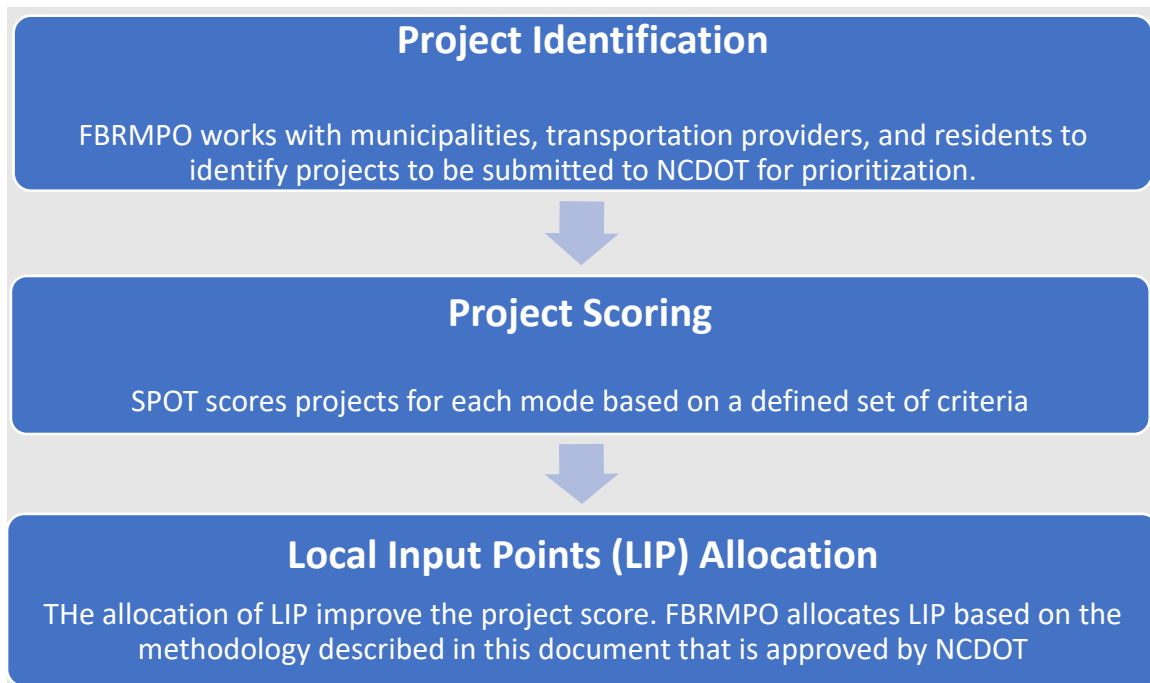 Project Identification
FBRMPO works with municipalities, transportation providers, and residents to
identify projects to be submitted to NCDOT for prioritization.
Project Scoring
SPOT scores projects for each mode based on a defined set of criteria
Local Input Points (LIP) Allocation
THe allocation of LIP improve the project score. FBRMPO allocates LIP based on the
methodology described in this document that is approved by NCDOT